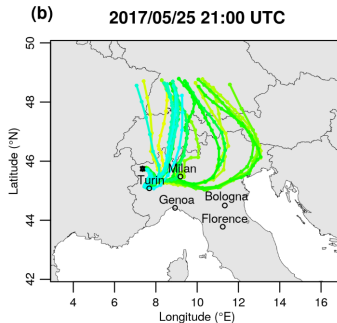 (b) 2017/05/25 21:00 UTC
50
48
46
44
42
Latitude (°N)
Milan
Turin
Genoa
Bologna
Florence
4 6 8 10 12 14 16
Longitude (°E)